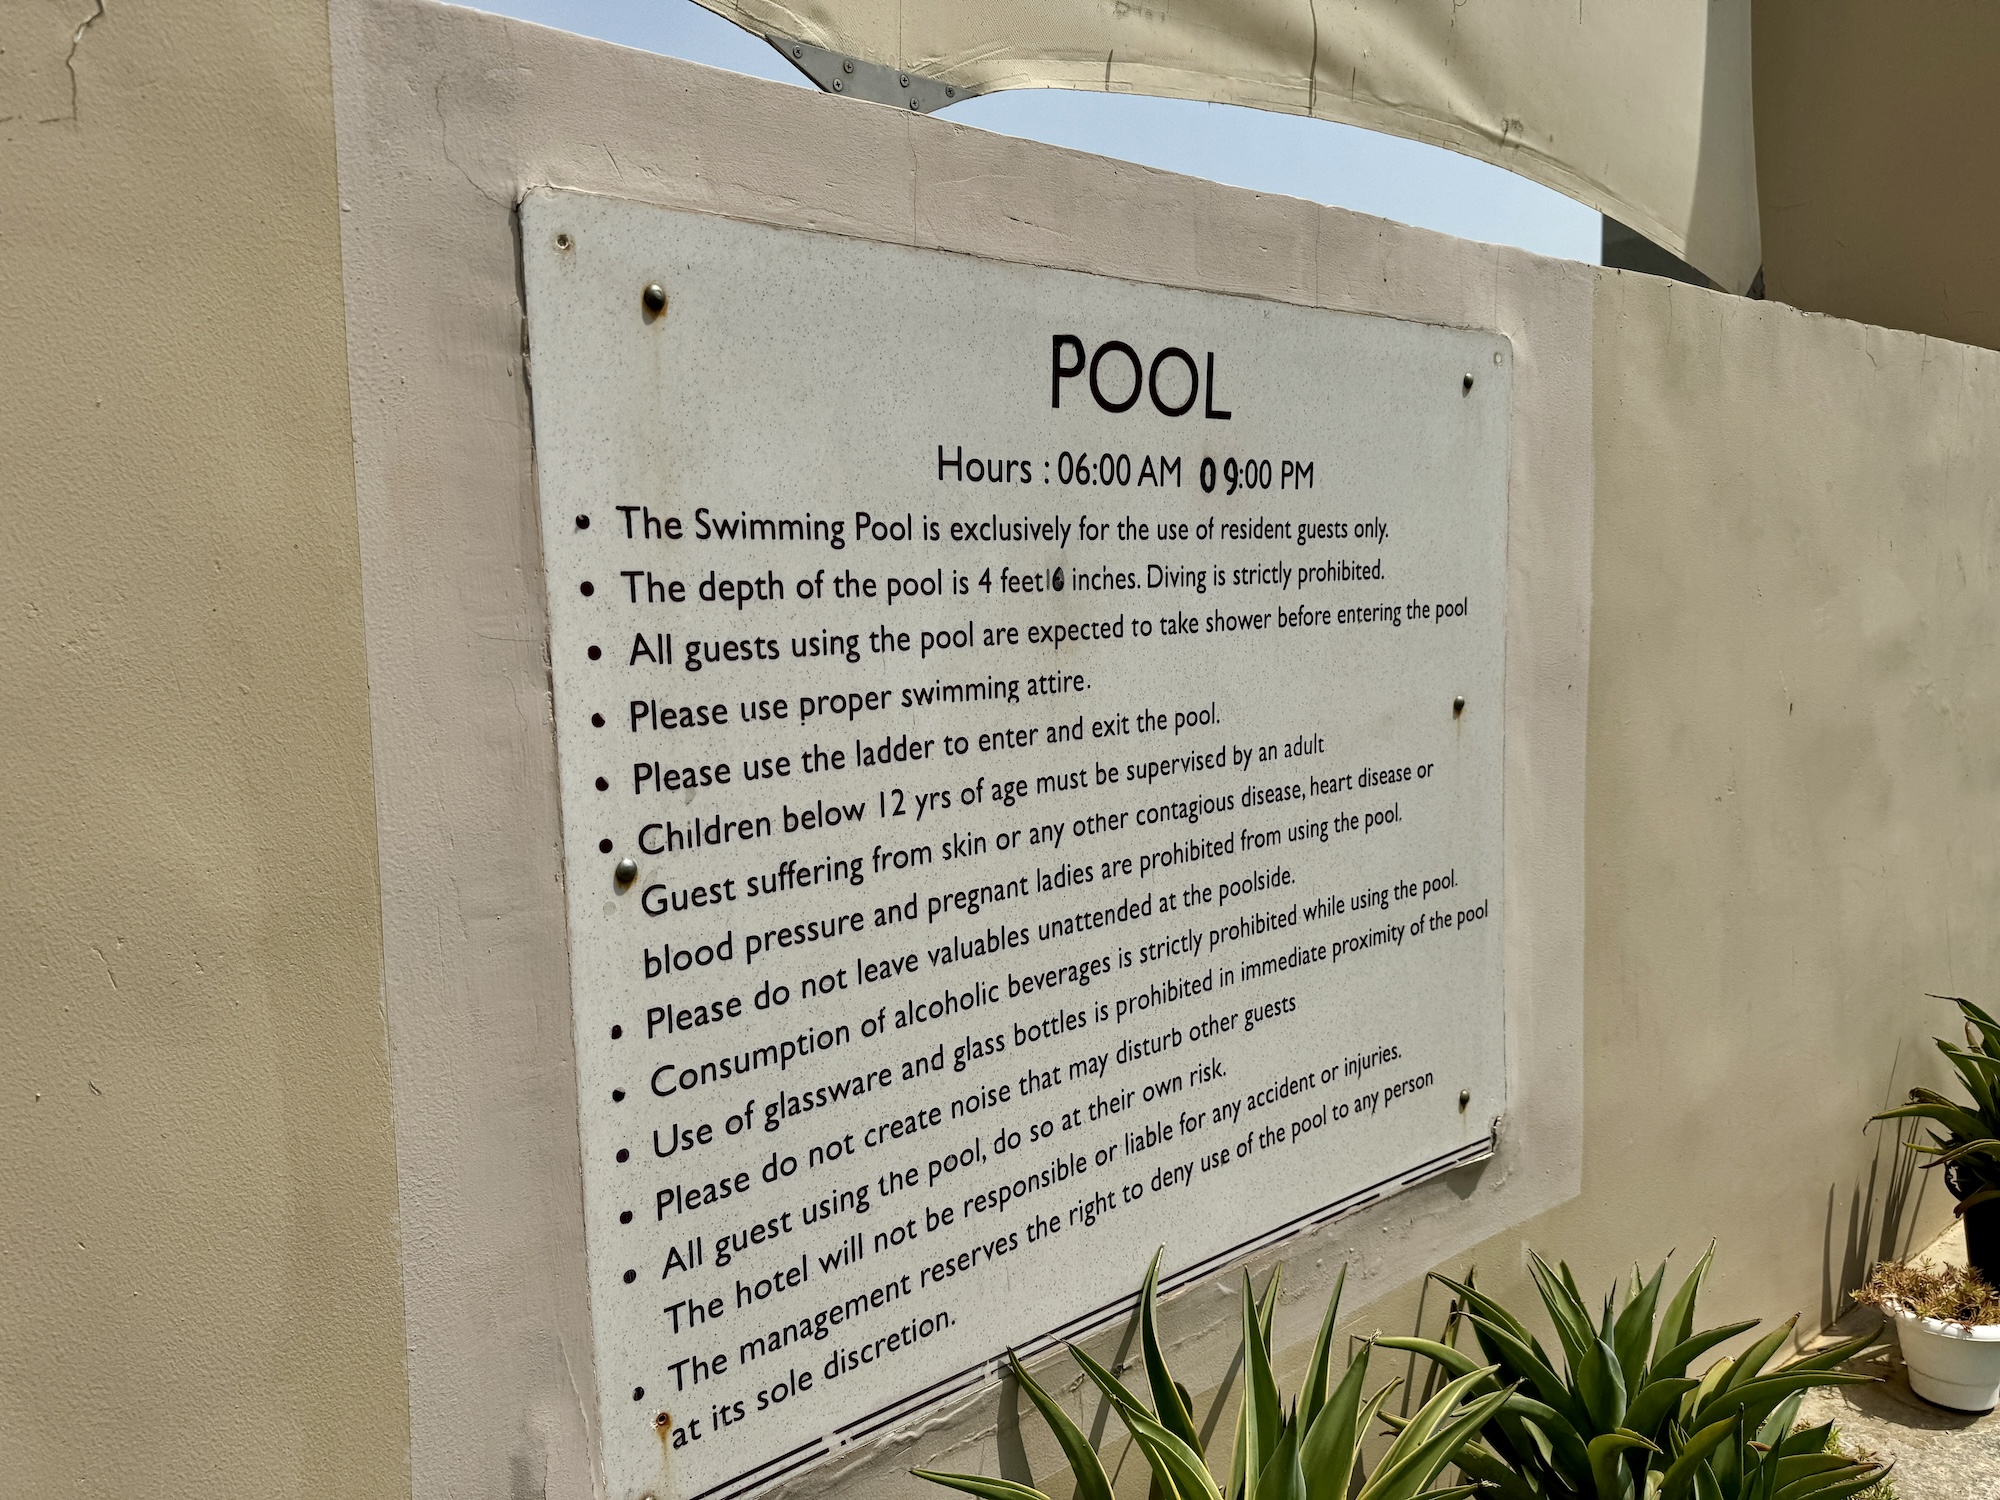 POOL
Hours : 06:00 AM 09:00 PM
• The Swimming Pool is exclusively for the use of resident guests only.
• The depth of the pool is 4 feet inches. Diving is strictly prohibited.
• All guests using the pool are expected to take shower before entering the pool
• Please use proper swimming attire.
• Please use the ladder to enter and exit the pool.
• Children below 12 yrs of age must be supervised by an adult
Guest suffering from skin or any other contagious disease, heart disease or
blood pressure and pregnant ladies are prohibited from using the pool.
• Please do not leave valuables unattended at the poolside.
• Consumption of alcoholic beverages is strictly prohibited while using the pool.
• Use of glassware and glass bottles is prohibited in immediate proximity of the pool
• Please do not create noise that may disturb other guests
• All guest using the pool, do so at their own risk.
The hotel will not be responsible or liable for any accident or injuries.
• The management reserves the right to deny use of the pool to any person
at its sole discretion.